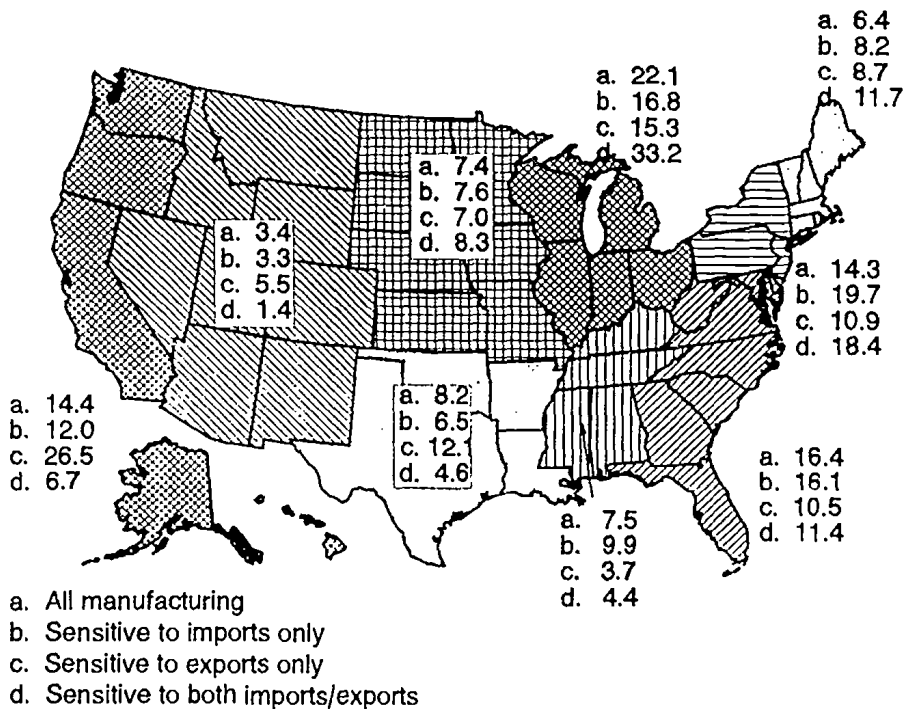 a. 6.4
b. 8.2
c. 8.7
d. 11.7
a. 22.1
b. 16.8
c. 15.3
d. 33.2
a. 7.4
b. 7.6
c. 7.0
d. 8.3
a. 3.4
b. 3.3
c. 5.5
d. 1.4
a. 14.3
b. 19.7
c. 10.9
d. 18.4
a. 14.4
b. 12.0
c. 26.5
d. 6.7
a. 8.2
b. 6.5
c. 12.1
d. 4.6
a. 16.4
b. 16.1
c. 10.5
d. 11.4
a. 7.5
b. 9.9
c. 3.7
d. 4.4
a. All manufacturing
b. Sensitive to imports only
c. Sensitive to exports only
d. Sensitive to both imports/exports